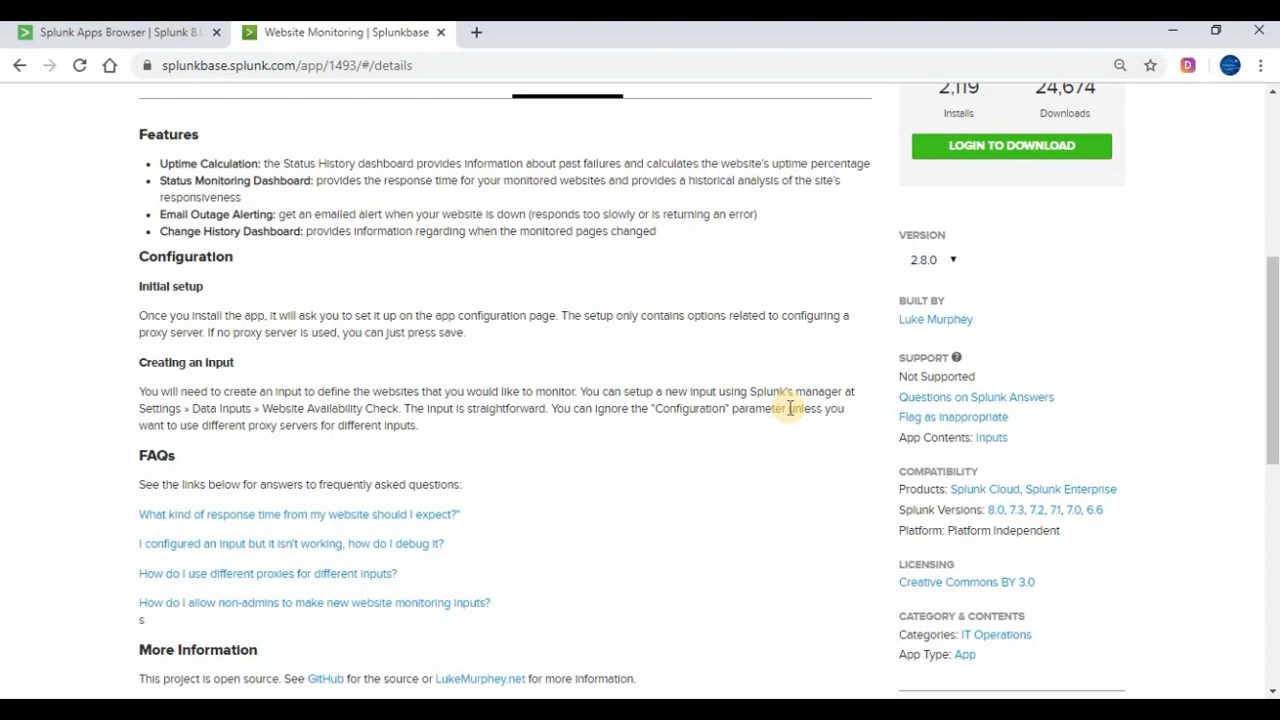 Splunk Apps Browser | Splunk 8.
Website Monitoring | Splunkbase
splunkbase.splunk.com/app/1493/#/details
Features
• Uptime Calculation: the Status History dashboard provides information about past failures and calculates the website's uptime percentage
• Status Monitoring Dashboard: provides the response time for your monitored websites and provides a historical analysis of the site's
responsiveness
• Email Outage Alerting: get an emailed alert when your website is down (responds too slowly or is returning an error)
• Change History Dashboard: provides information regarding when the monitored pages changed
Configuration
Initial setup
Once you install the app, it will ask you to set it up on the app configuration page. The setup only contains options related to configuring a
proxy server. If no proxy server is used, you can just press save.
Creating an input
You will need to create an input to define the websites that you would like to monitor. You can setup a new input using Splunk's manager at
Settings » Data Inputs » Website Availability Check. The input is straightforward. You can ignore the "Configuration" parameter unless you
want to use different proxy servers for different inputs.
FAQs
See the links below for answers to frequently asked questions:
What kind of response time from my website should I expect?"
I configured an input but it isn't working, how do I debug it?
How do I use different proxies for different inputs?
How do I allow non-admins to make new website monitoring inputs?
s
More Information
This project is open source. See GitHub for the source or LukeMurphey.net for more information.
2,119
24,674
Installs
Downloads
LOGIN TO DOWNLOAD
VERSION
2.8.0
BUILT BY
Luke Murphey
SUPPORT ?
Not Supported
Questions on Splunk Answers
Flag as Inappropriate
App Contents: Inputs
COMPATIBILITY
Products: Splunk Cloud, Splunk Enterprise
Splunk Versions: 8.0, 7.3, 7.2, 7.1, 7.0, 6.6
Platform: Platform Independent
LICENSING
Creative Commons BY 3.0
CATEGORY & CONTENTS
Categories: IT Operations
App Type: App